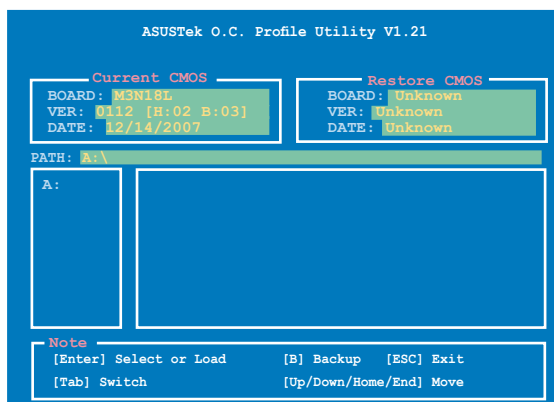 ASUSTek O.C. Profile Utility V1.21
Current CMOS
BOARD: M3N18L
VER: 0112 [H:02 B:03]
DATE: 12/14/2007
Restore CMOS
BOARD: Unknown
VER: Unknown
DATE: Unknown
PATH: A:\
A:
Note
[Enter] Select or Load [B] Backup [ESC] Exit
[Tab] Switch [Up/Down/Home/End] Move